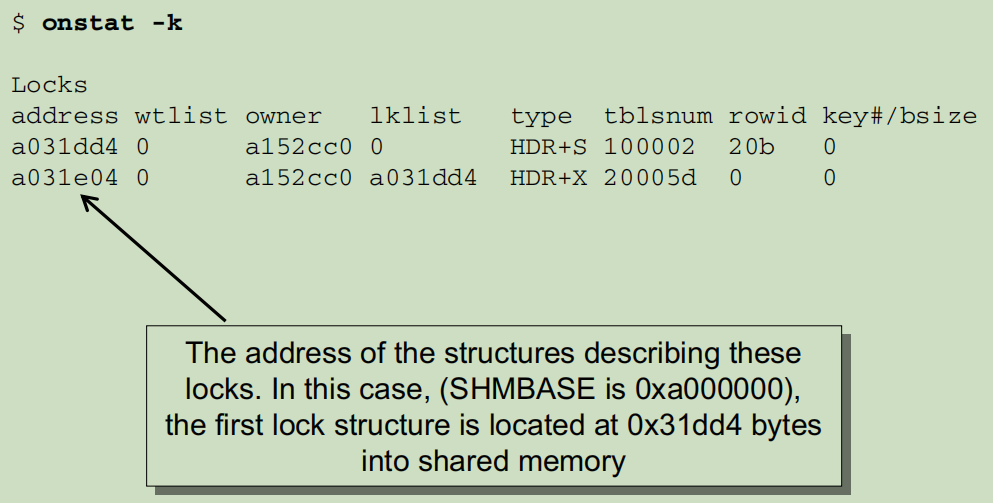 $ onstat -k
Locks
address wtlist owner lklist type tblsnum rowid key#/bsize
a031dd4 0 a152cc0 0 HDR+S 100002 20b 0
a031e04 0 a152cc0 a031dd4 HDR+X 20005d 0 0
The address of the structures describing these
locks. In this case, (SHMBASE is 0xa000000),
the first lock structure is located at 0x31dd4 bytes
into shared memory